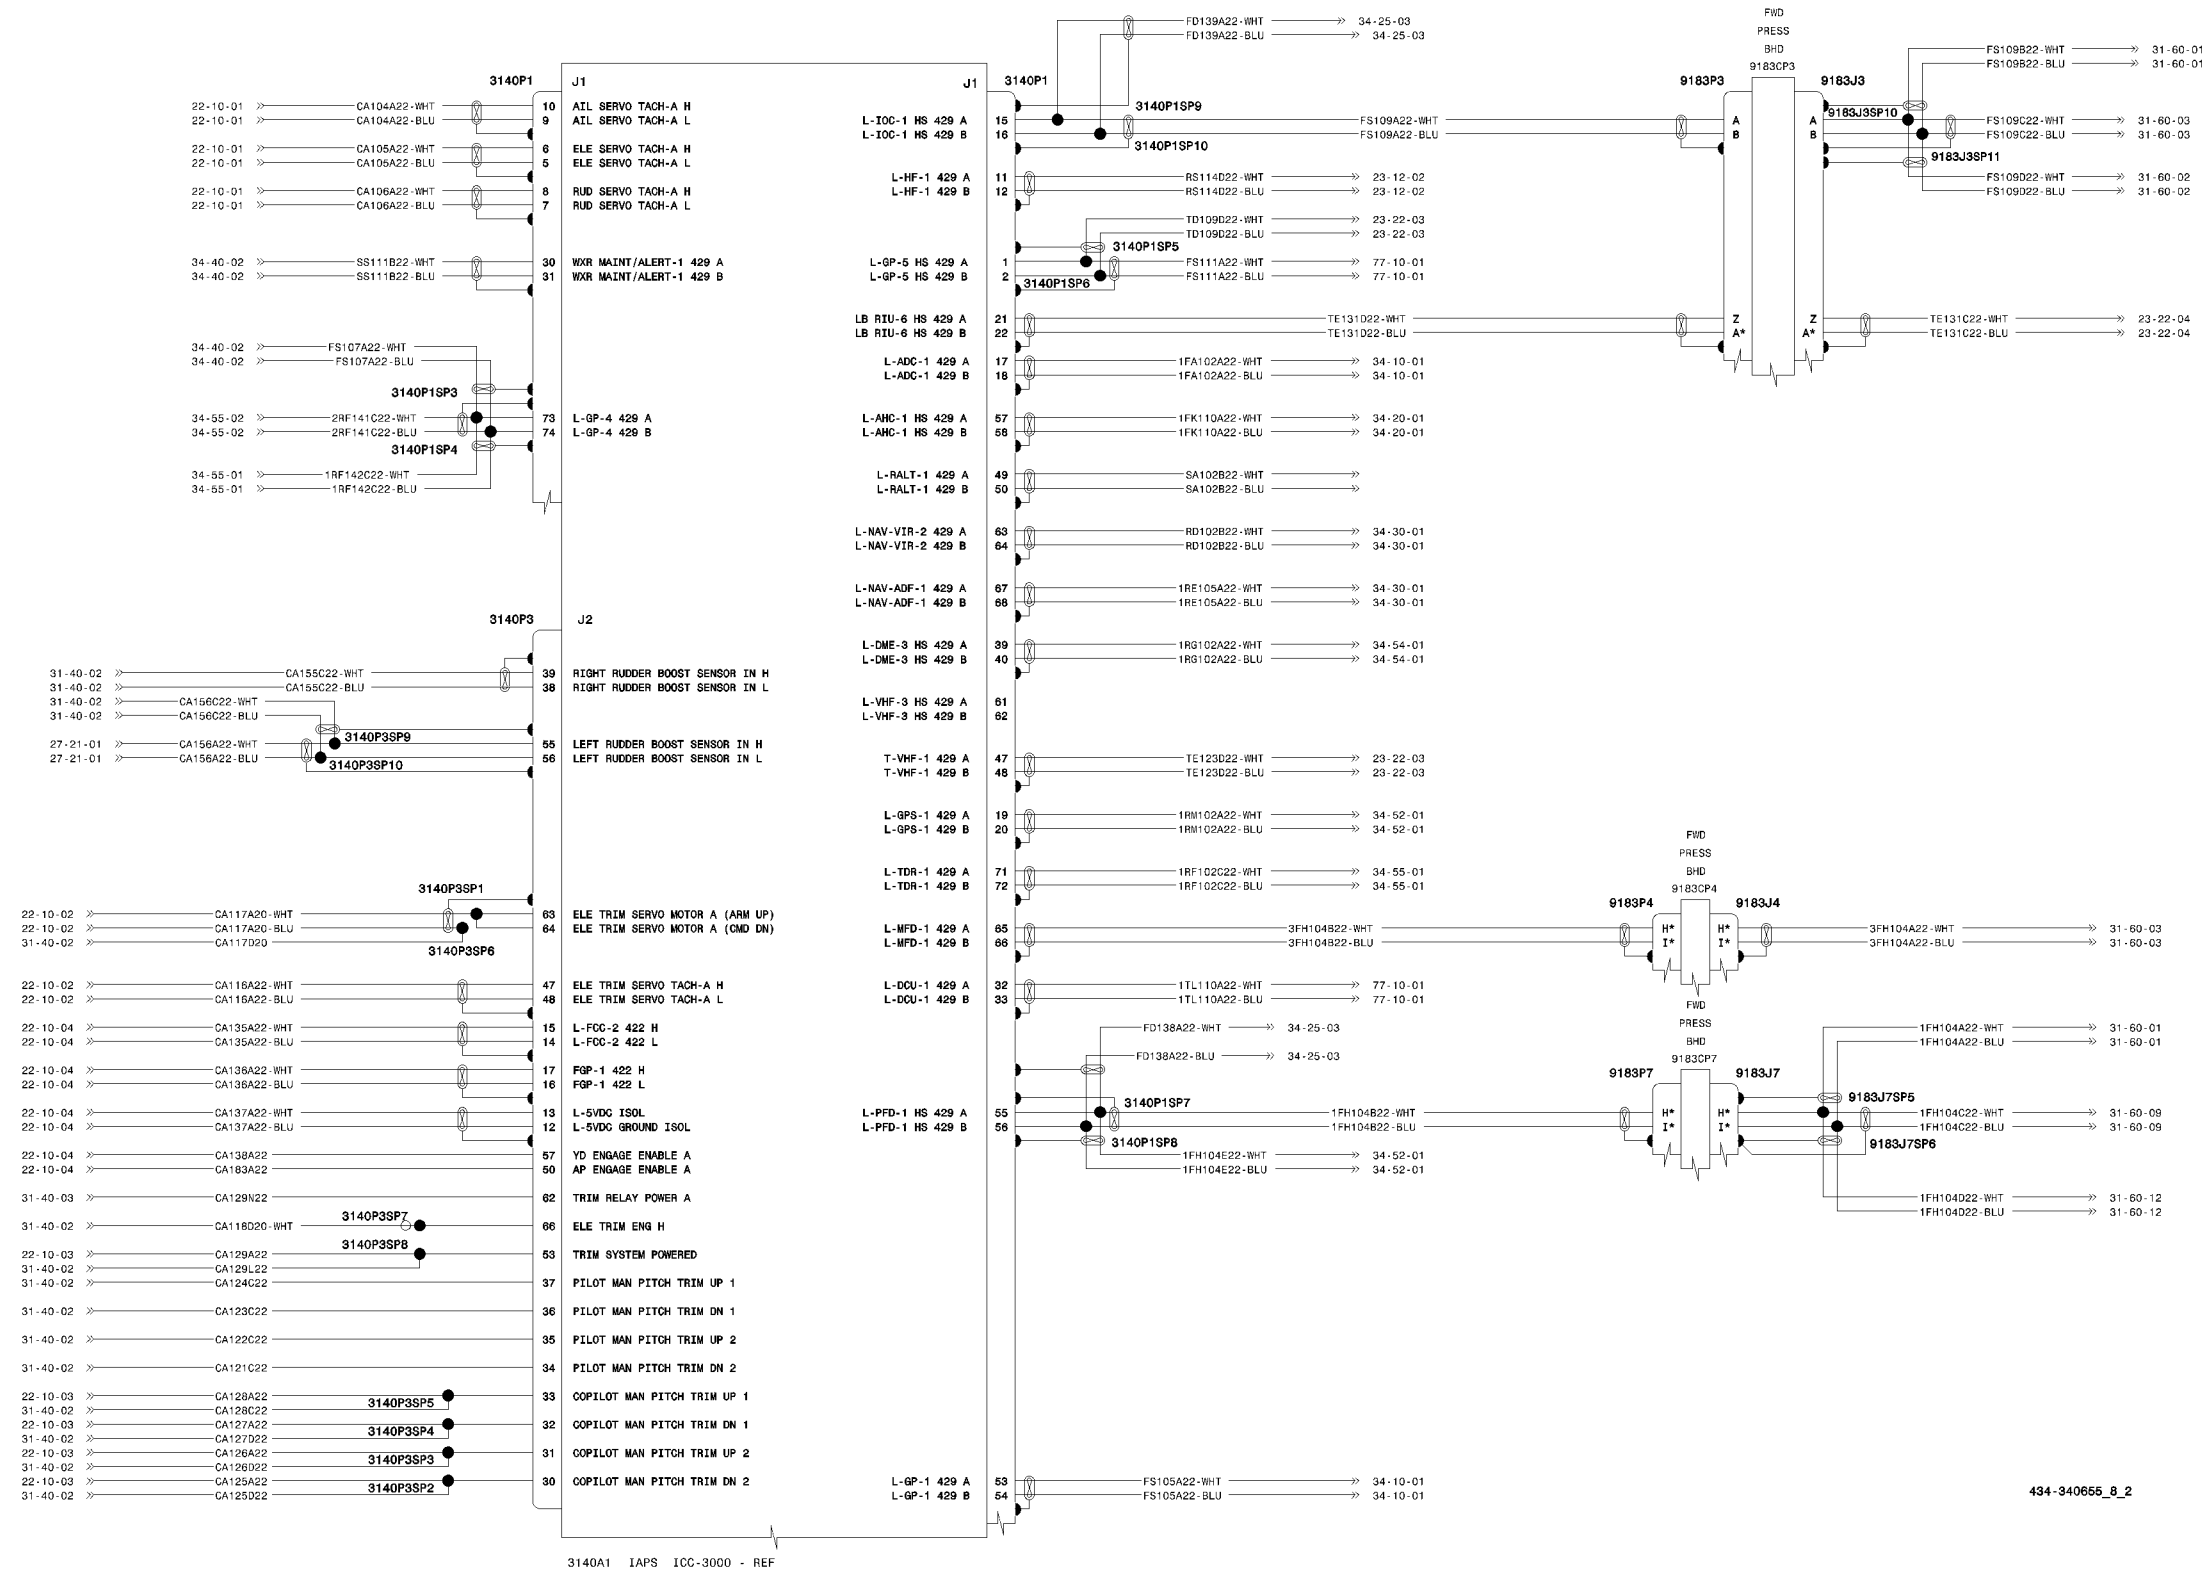 FD139A22-WHT 34-25-03
FD139A22-BLU 34-25-03
FWD
PRESS
BHD
9183CP3
FS109B22-WHT 31-60-01
FS109B22-BLU 31-60-01
3140P1 J1
J1 3140P1
9183P3 9183J3
22-10-01 CA104A22-WHT 10 AIL SERVO TACH-A H
22-10-01 CA104A22-BLU 9 AIL SERVO TACH-A L
22-10-01 CA105A22-WHT 6 ELE SERVO TACH-A H
22-10-01 CA105A22-BLU 5 ELE SERVO TACH-A L
22-10-01 CA106A22-WHT 8 RUD SERVO TACH-A H
22-10-01 CA106A22-BLU 7 RUD SERVO TACH-A L
34-40-02 SS111B22-WHT 30 WXR MAINT/ALERT-1 429 A
34-40-02 SS111B22-BLU 31 WXR MAINT/ALERT-1 429 B
34-40-02 FS107A22-WHT
34-40-02 FS107A22-BLU
3140P1SP3
34-55-02 2RF141C22-WHT 73 L-GP-4 429 A
34-55-02 2RF141C22-BLU 74 L-GP-4 429 B
3140P1SP4
34-55-01 1RF142C22-WHT
34-55-01 1RF142C22-BLU
3140P3 J2
31-40-02 CA155C22-WHT 39 RIGHT RUDDER BOOST SENSOR IN H
31-40-02 CA155C22-BLU 38 RIGHT RUDDER BOOST SENSOR IN L
31-40-02 CA156C22-WHT
31-40-02 CA156C22-BLU
3140P3SP9
27-21-01 CA156A22-WHT 55 LEFT RUDDER BOOST SENSOR IN H
27-21-01 CA156A22-BLU 56 LEFT RUDDER BOOST SENSOR IN L
3140P3SP10
3140P3SP1
22-10-02 CA117A20-WHT 63 ELE TRIM SERVO MOTOR A (ARM UP)
22-10-02 CA117A20-BLU 64 ELE TRIM SERVO MOTOR A (CMD DN)
31-40-02 CA117D20
3140P3SP6
22-10-02 CA116A22-WHT 47 ELE TRIM SERVO TACH-A H
22-10-02 CA116A22-BLU 48 ELE TRIM SERVO TACH-A L
22-10-04 CA135A22-WHT 15 L-FCC-2 422 H
22-10-04 CA135A22-BLU 14 L-FCC-2 422 L
22-10-04 CA136A22-WHT 17 FGP-1 422 H
22-10-04 CA136A22-BLU 16 FGP-1 422 L
22-10-04 CA137A22-WHT 13 L-5VDC ISOL
22-10-04 CA137A22-BLU 12 L-5VDC GROUND ISOL
22-10-04 CA138A22 57 YD ENGAGE ENABLE A
22-10-04 CA183A22 50 AP ENGAGE ENABLE A
31-40-03 CA129N22 62 TRIM RELAY POWER A
3140P3SP7
31-40-02 CA118D20-WHT 66 ELE TRIM ENG H
3140P3SP8
22-10-03 CA129A22 53 TRIM SYSTEM POWERED
31-40-02 CA129L22
31-40-02 CA124C22 37 PILOT MAN PITCH TRIM UP 1
31-40-02 CA123C22 36 PILOT MAN PITCH TRIM DN 1
31-40-02 CA122C22 35 PILOT MAN PITCH TRIM UP 2
31-40-02 CA121C22 34 PILOT MAN PITCH TRIM DN 2
22-10-03 CA128A22 33 COPILOT MAN PITCH TRIM UP 1
3140P3SP5
31-40-02 CA128C22
22-10-03 CA127A22 32 COPILOT MAN PITCH TRIM DN 1
3140P3SP4
31-40-02 CA127D22
22-10-03 CA126A22 31 COPILOT MAN PITCH TRIM UP 2
3140P3SP3
31-40-02 CA126D22
22-10-03 CA125A22 30 COPILOT MAN PITCH TRIM DN 2
3140P3SP2
31-40-02 CA125D22
3140P1SP9
L-IOC-1 HS 429 A 15 FS109A22-WHT A A FS109C22-WHT 31-60-03
L-IOC-1 HS 429 B 16 FS109A22-BLU B B FS109C22-BLU 31-60-03
3140P1SP10
9183J3SP10
9183J3SP11
FS109D22-WHT 31-60-02
FS109D22-BLU 31-60-02
L-HF-1 429 A 11 RS114D22-WHT 23-12-02
L-HF-1 429 B 12 RS114D22-BLU 23-12-02
TD109D22-WHT 23-22-03
TD109D22-BLU 23-22-03
3140P1SP5
L-GP-5 HS 429 A 1 FS111A22-WHT 77-10-01
L-GP-5 HS 429 B 2 FS111A22-BLU 77-10-01
3140P1SP6
LB RIU-6 HS 429 A 21 TE131D22-WHT Z Z TE131C22-WHT 23-22-04
LB RIU-6 HS 429 B 22 TE131D22-BLU A* A* TE131C22-BLU 23-22-04
L-ADC-1 429 A 17 1FA102A22-WHT 34-10-01
L-ADC-1 429 B 18 1FA102A22-BLU 34-10-01
L-AHC-1 HS 429 A 57 1FK110A22-WHT 34-20-01
L-AHC-1 HS 429 B 58 1FK110A22-BLU 34-20-01
L-RALT-1 429 A 49 SA102B22-WHT
L-RALT-1 429 B 50 SA102B22-BLU
L-NAV-VIR-2 429 A 63 RD102B22-WHT 34-30-01
L-NAV-VIR-2 429 B 64 RD102B22-BLU 34-30-01
L-NAV-ADF-1 429 A 67 1RE105A22-WHT 34-30-01
L-NAV-ADF-1 429 B 68 1RE105A22-BLU 34-30-01
L-DME-3 HS 429 A 39 1RG102A22-WHT 34-54-01
L-DME-3 HS 429 B 40 1RG102A22-BLU 34-54-01
L-VHF-3 HS 429 A 61
L-VHF-3 HS 429 B 62
T-VHF-1 429 A 47 TE123D22-WHT 23-22-03
T-VHF-1 429 B 48 TE123D22-BLU 23-22-03
L-GPS-1 429 A 19 1RM102A22-WHT 34-52-01
L-GPS-1 429 B 20 1RM102A22-BLU 34-52-01
L-TDR-1 429 A 71 1RF102C22-WHT 34-55-01
L-TDR-1 429 B 72 1RF102C22-BLU 34-55-01
FWD
PRESS
BHD
9183CP4
9183P4 9183J4
L-MFD-1 429 A 65 3FH104B22-WHT H* H* 3FH104A22-WHT 31-60-03
L-MFD-1 429 B 66 3FH104B22-BLU I* I* 3FH104A22-BLU 31-60-03
L-DCU-1 429 A 32 1TL110A22-WHT 77-10-01
L-DCU-1 429 B 33 1TL110A22-BLU 77-10-01
FWD
PRESS
BHD
9183CP7
9183P7 9183J7
FD138A22-WHT 34-25-03
FD138A22-BLU 34-25-03
1FH104A22-WHT 31-60-01
1FH104A22-BLU 31-60-01
3140P1SP7
9183J7SP5
L-PFD-1 HS 429 A 55 1FH104B22-WHT H* H* 1FH104C22-WHT 31-60-09
L-PFD-1 HS 429 B 56 1FH104B22-BLU I* I* 1FH104C22-BLU 31-60-09
3140P1SP8
9183J7SP6
1FH104E22-WHT 34-52-01
1FH104E22-BLU 34-52-01
1FH104D22-WHT 31-60-12
1FH104D22-BLU 31-60-12
L-GP-1 429 A 53 FS105A22-WHT 34-10-01
L-GP-1 429 B 54 FS105A22-BLU 34-10-01
434-340655_8_2
3140A1 IAPS ICC-3000 - REF